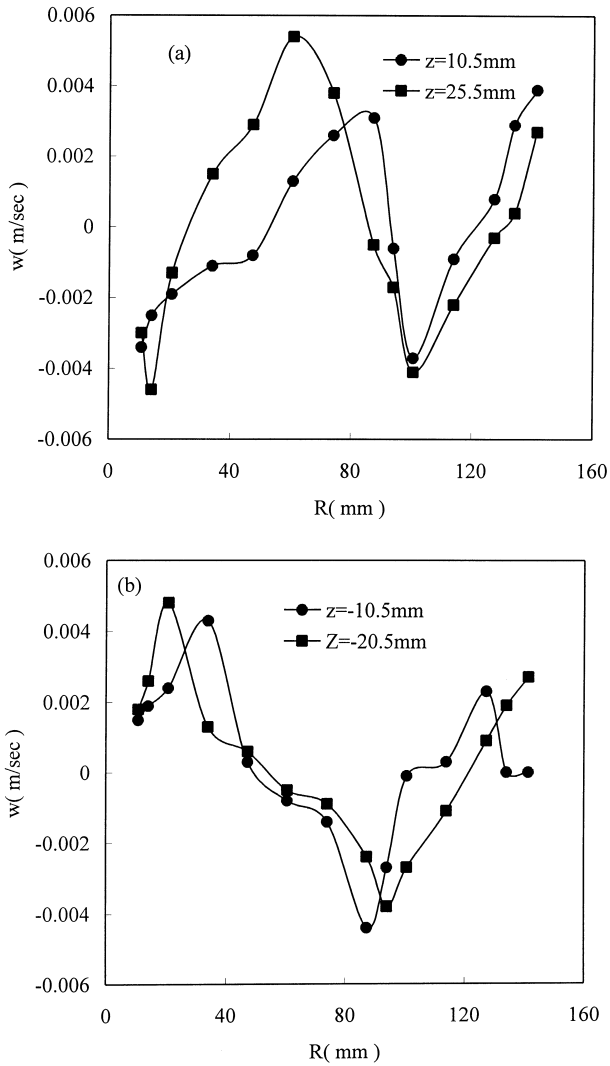 0.006
(a)
z=10.5mm
0.004
z=25.5mm
0.002
w( m/sec )
0
-0.002
-0.004
-0.006
0 40 80 120 160
R( mm )
0.006
(b)
z=-10.5mm
0.004
Z=-20.5mm
0.002
w( m/sec )
0
-0.002
-0.004
-0.006
0 40 80 120 160
R( mm )